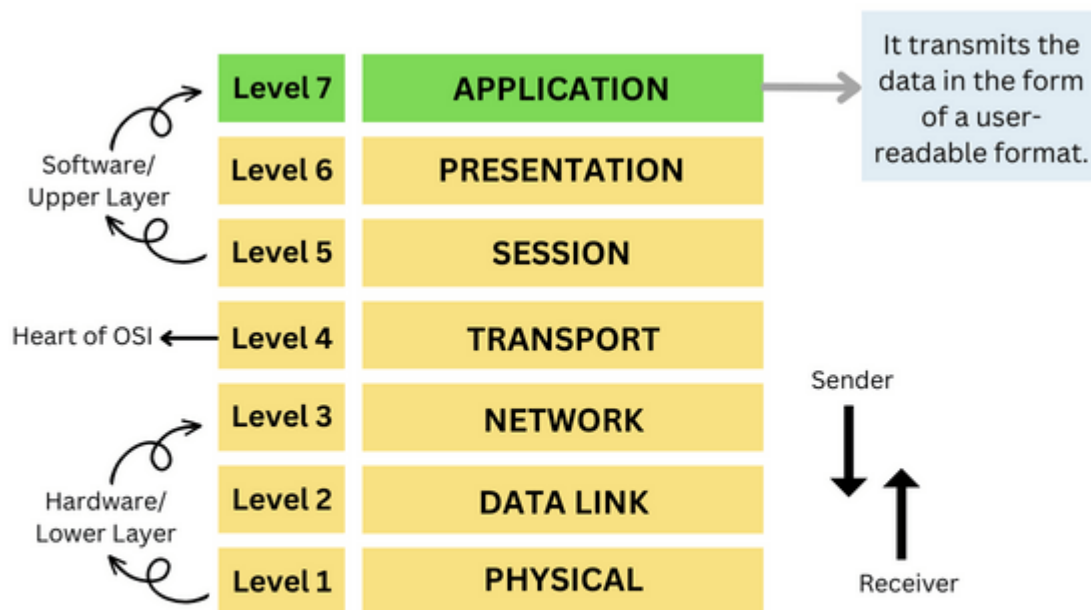 It transmits the
data in the form
of a user-
readable format.
Level 7 APPLICATION
Software/
Upper Layer
Level 6 PRESENTATION
Level 5 SESSION
Heart of OSI Level 4 TRANSPORT
Sender
Level 3 NETWORK
Hardware/
Lower Layer
Level 2 DATA LINK
Level 1 PHYSICAL
Receiver